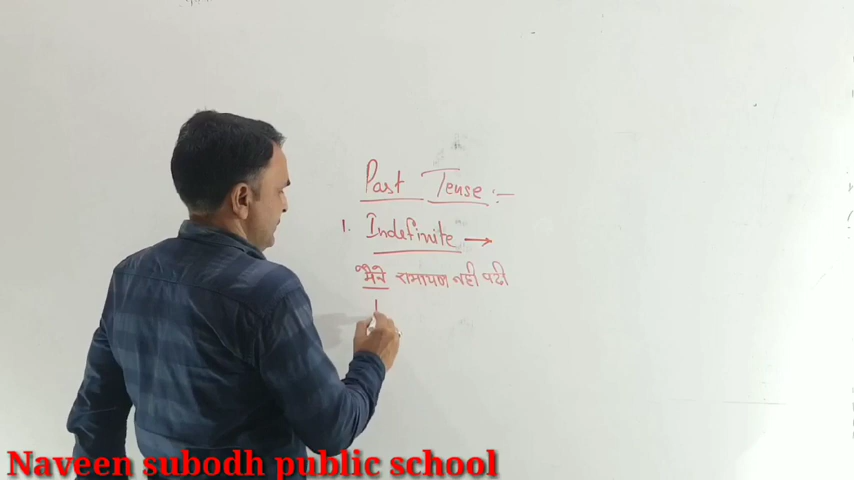 Past Tense :-
1. Indefinite →
मैने रामायण नही पढी
I
Naveen subodh public school